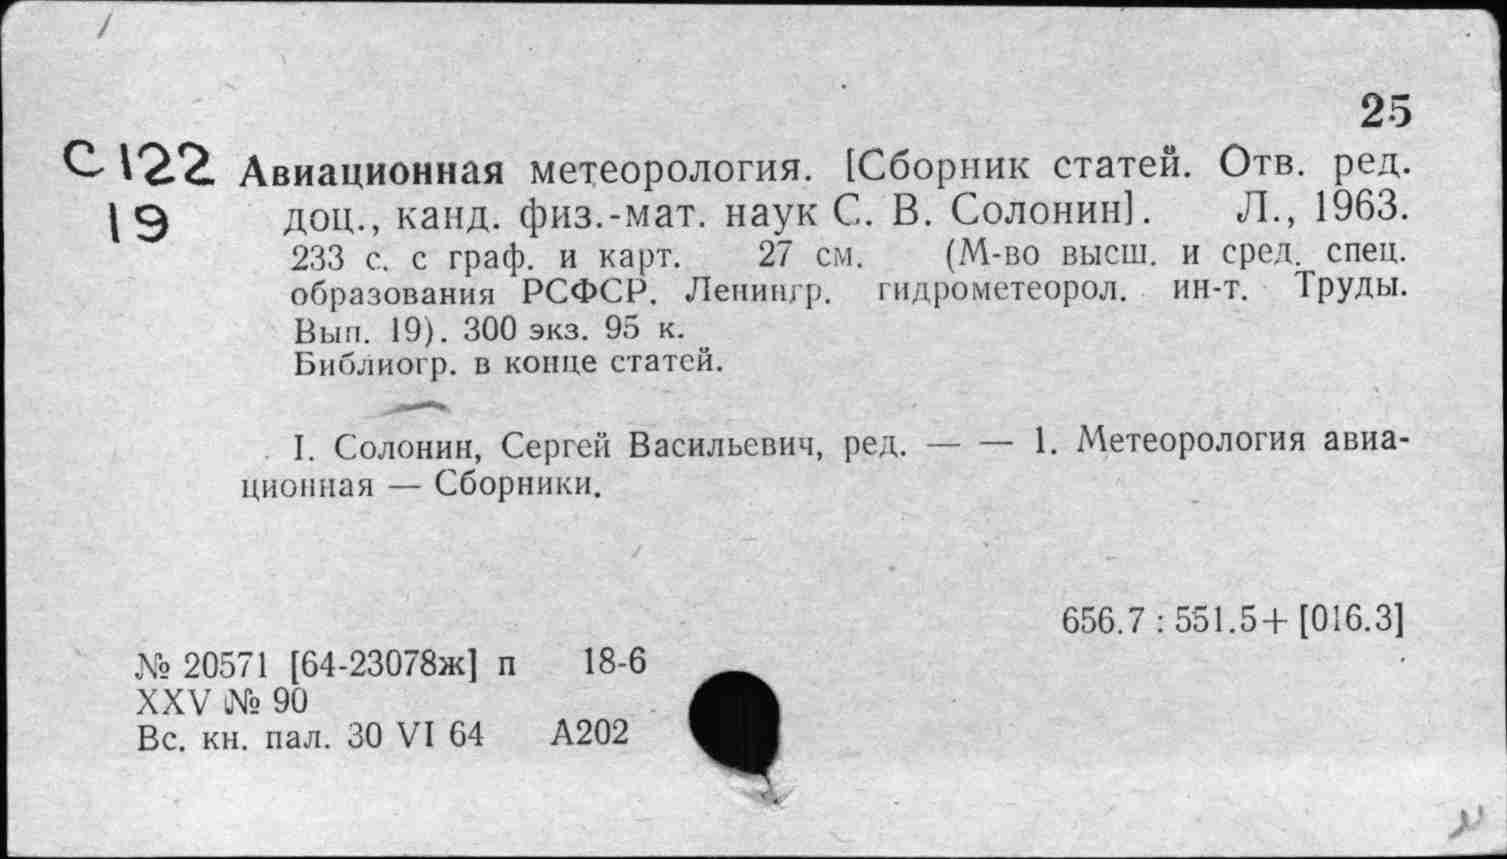 25
С 122 Авиационная метеорология. [Сборник статей. Отв. ред.
19 доц., канд. физ.-мат. наук С. В. Солонин]. Л., 1963.
233 с. с граф. и карт. 27 см. (М-во высш. и сред. спец.
образования РСФСР. Ленингр. гидрометеорол. ин-т. Труды.
Вып. 19). 300 экз. 95 к.
Библиогр. в конце статей.
I. Солонин, Сергей Васильевич, ред. — — 1. Метеорология авиа-
ционная — Сборники.
656.7 : 551.5+ [016.3]
№ 20571 [64-23078ж] п 18-6
XXV № 90
Вс. кн. пал. 30 VI 64 А202